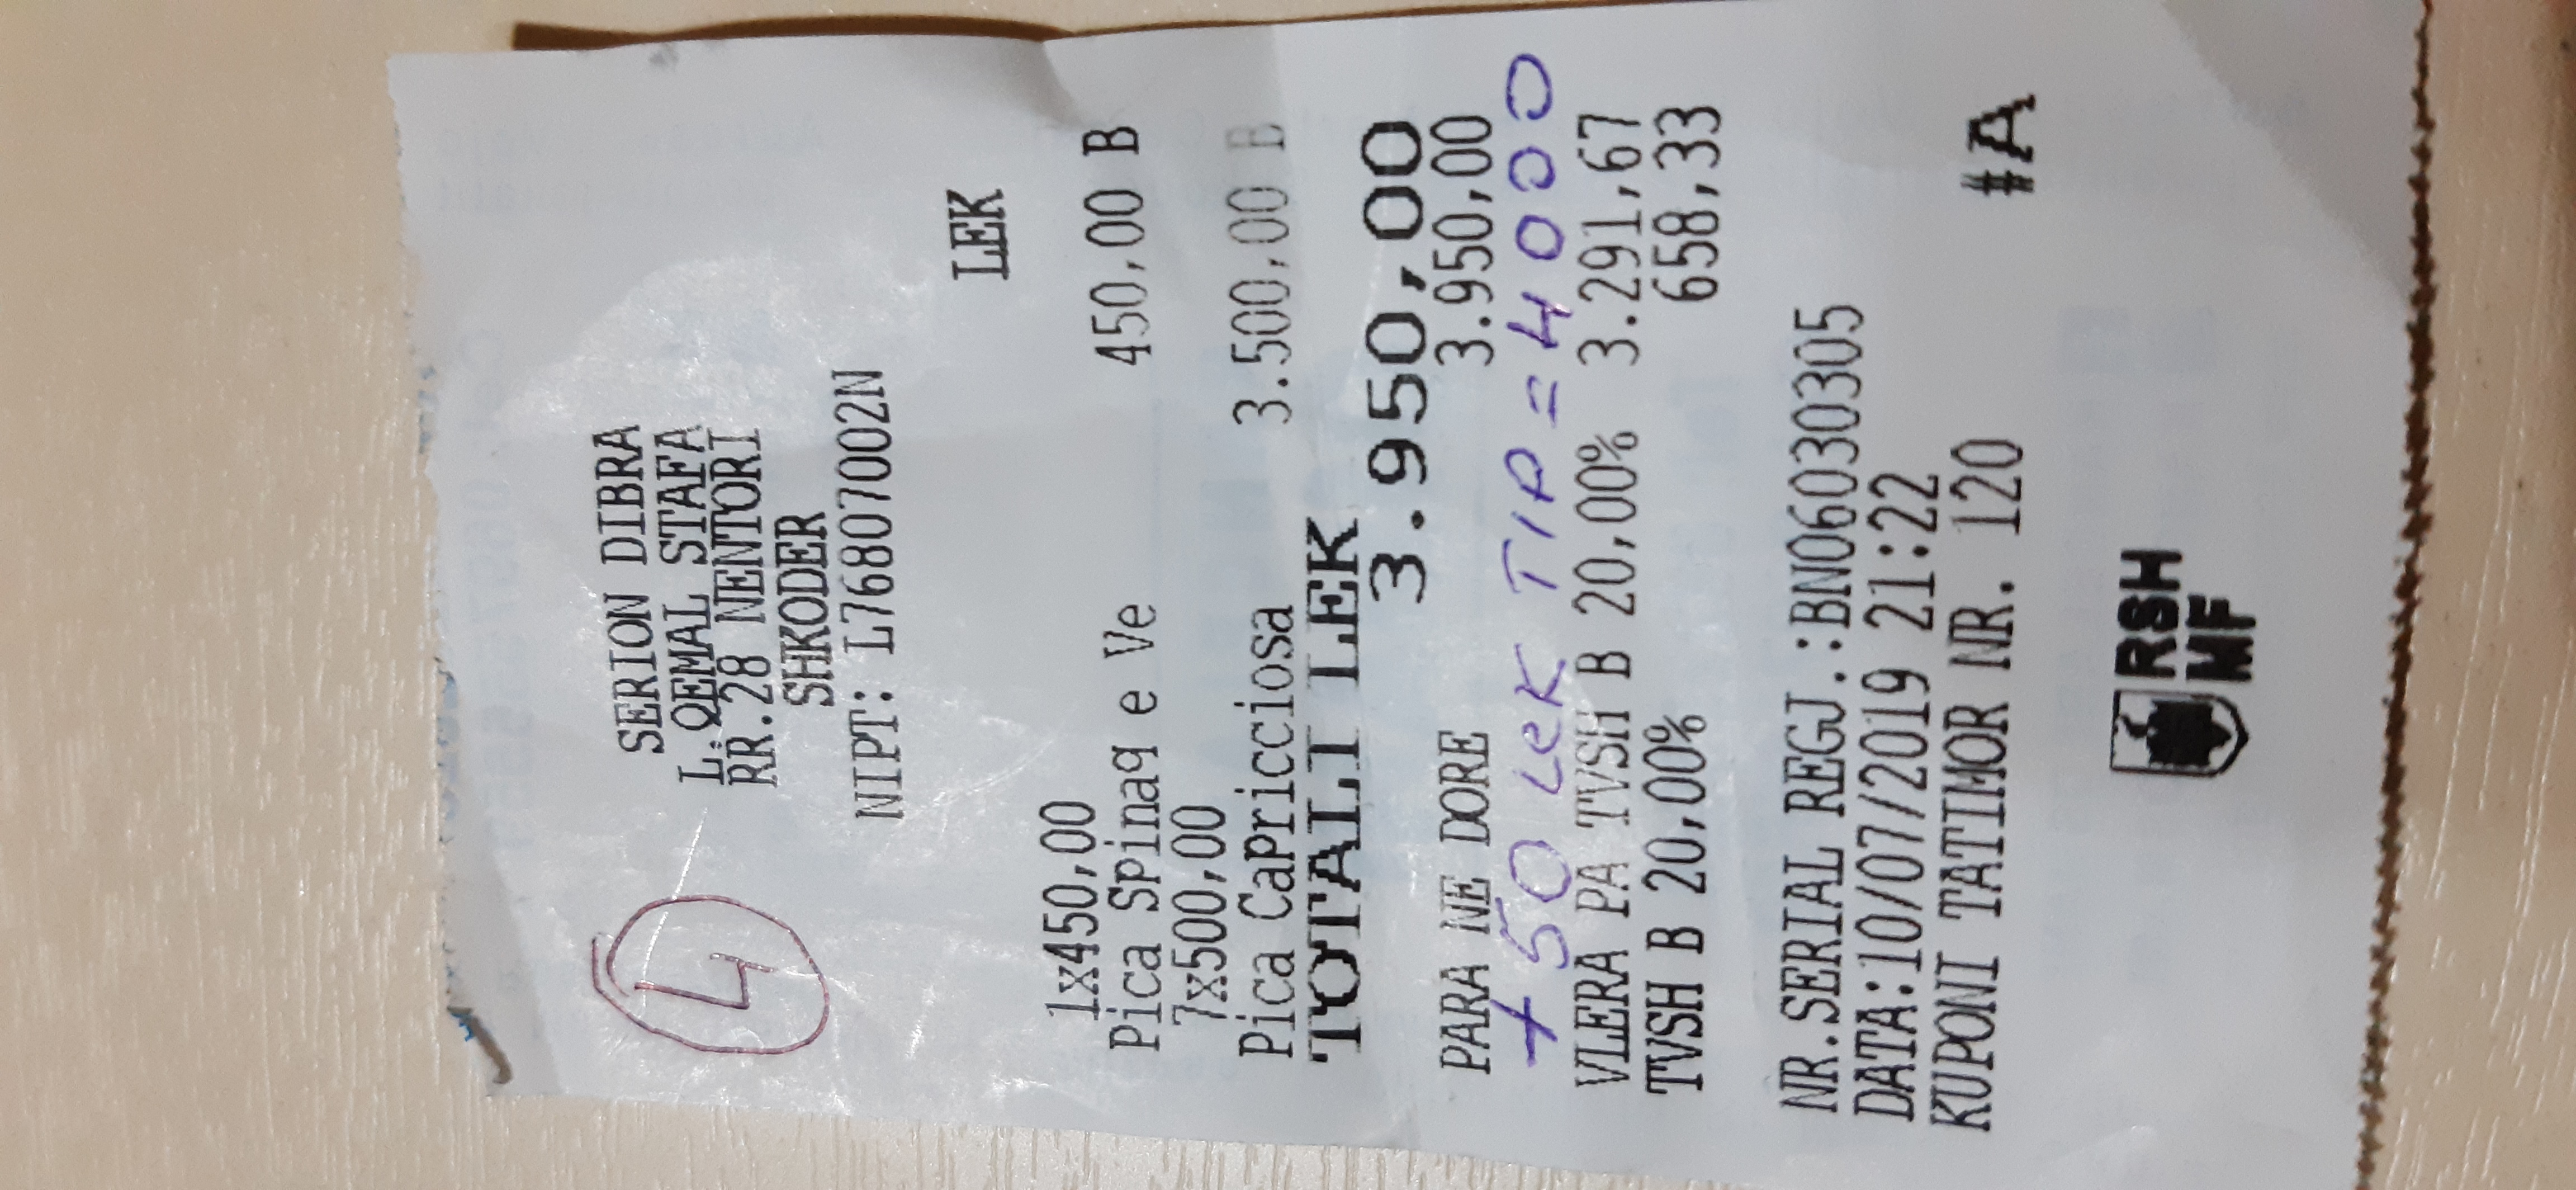 4
SERION DIBRA
L. QEMAL STAFA
RR.28 NENTORI
SHKODER
NIPT: L76807002N
LEK
1x450,00
Pica Spinaq e Ve 450,00 B
7x500,00
Pica Capricciosa 3.500,00 B
TOTALI LEK
3.950,00
PARA NE DORE 3.950,00
+ 50 LeK TIP = 4000
VLERA PA TVSH B 20,00% 3.291,67
TVSH B 20,00% 658,33
NR.SERIAL REGJ.:BN06030305
DATA:10/07/2019 21:22
KUPONI TATIMOR NR. 120
#A
RSH
MF